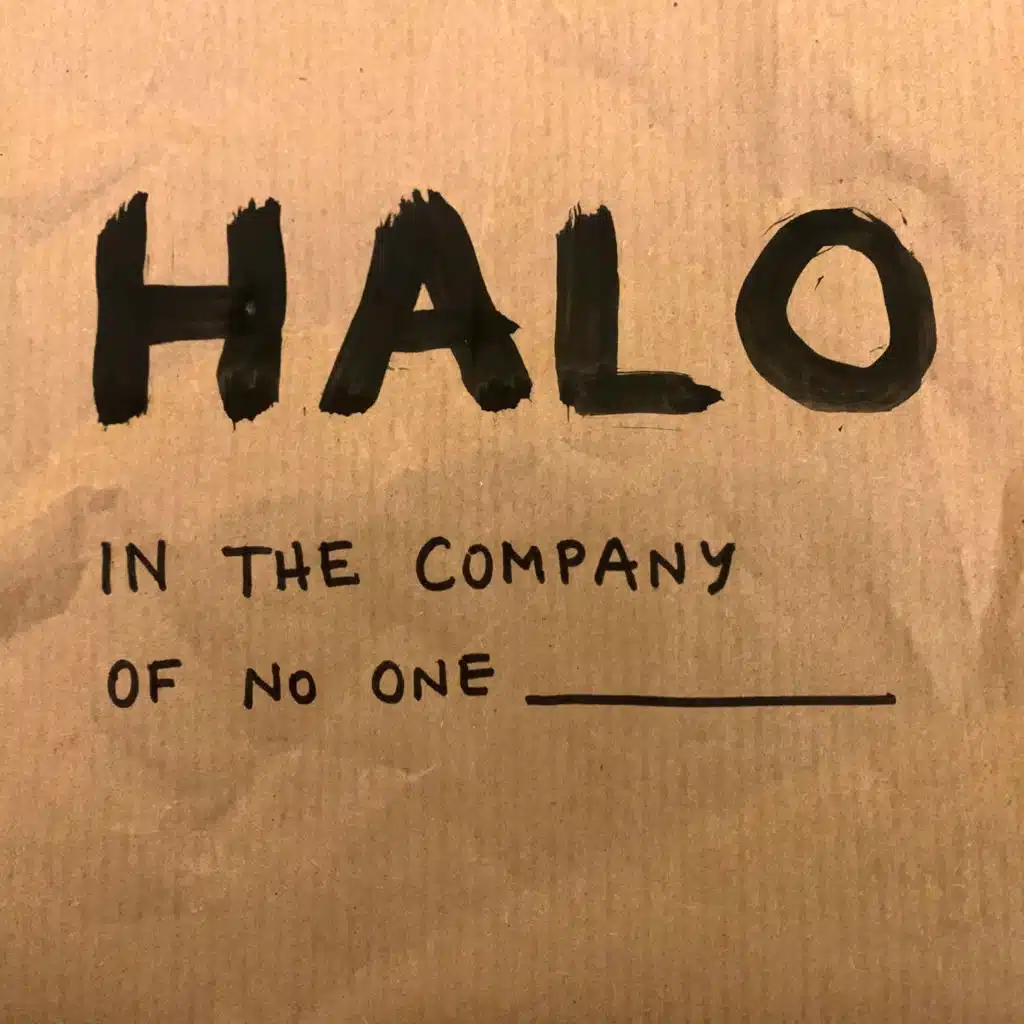 HALO
IN THE COMPANY
OF NO ONE